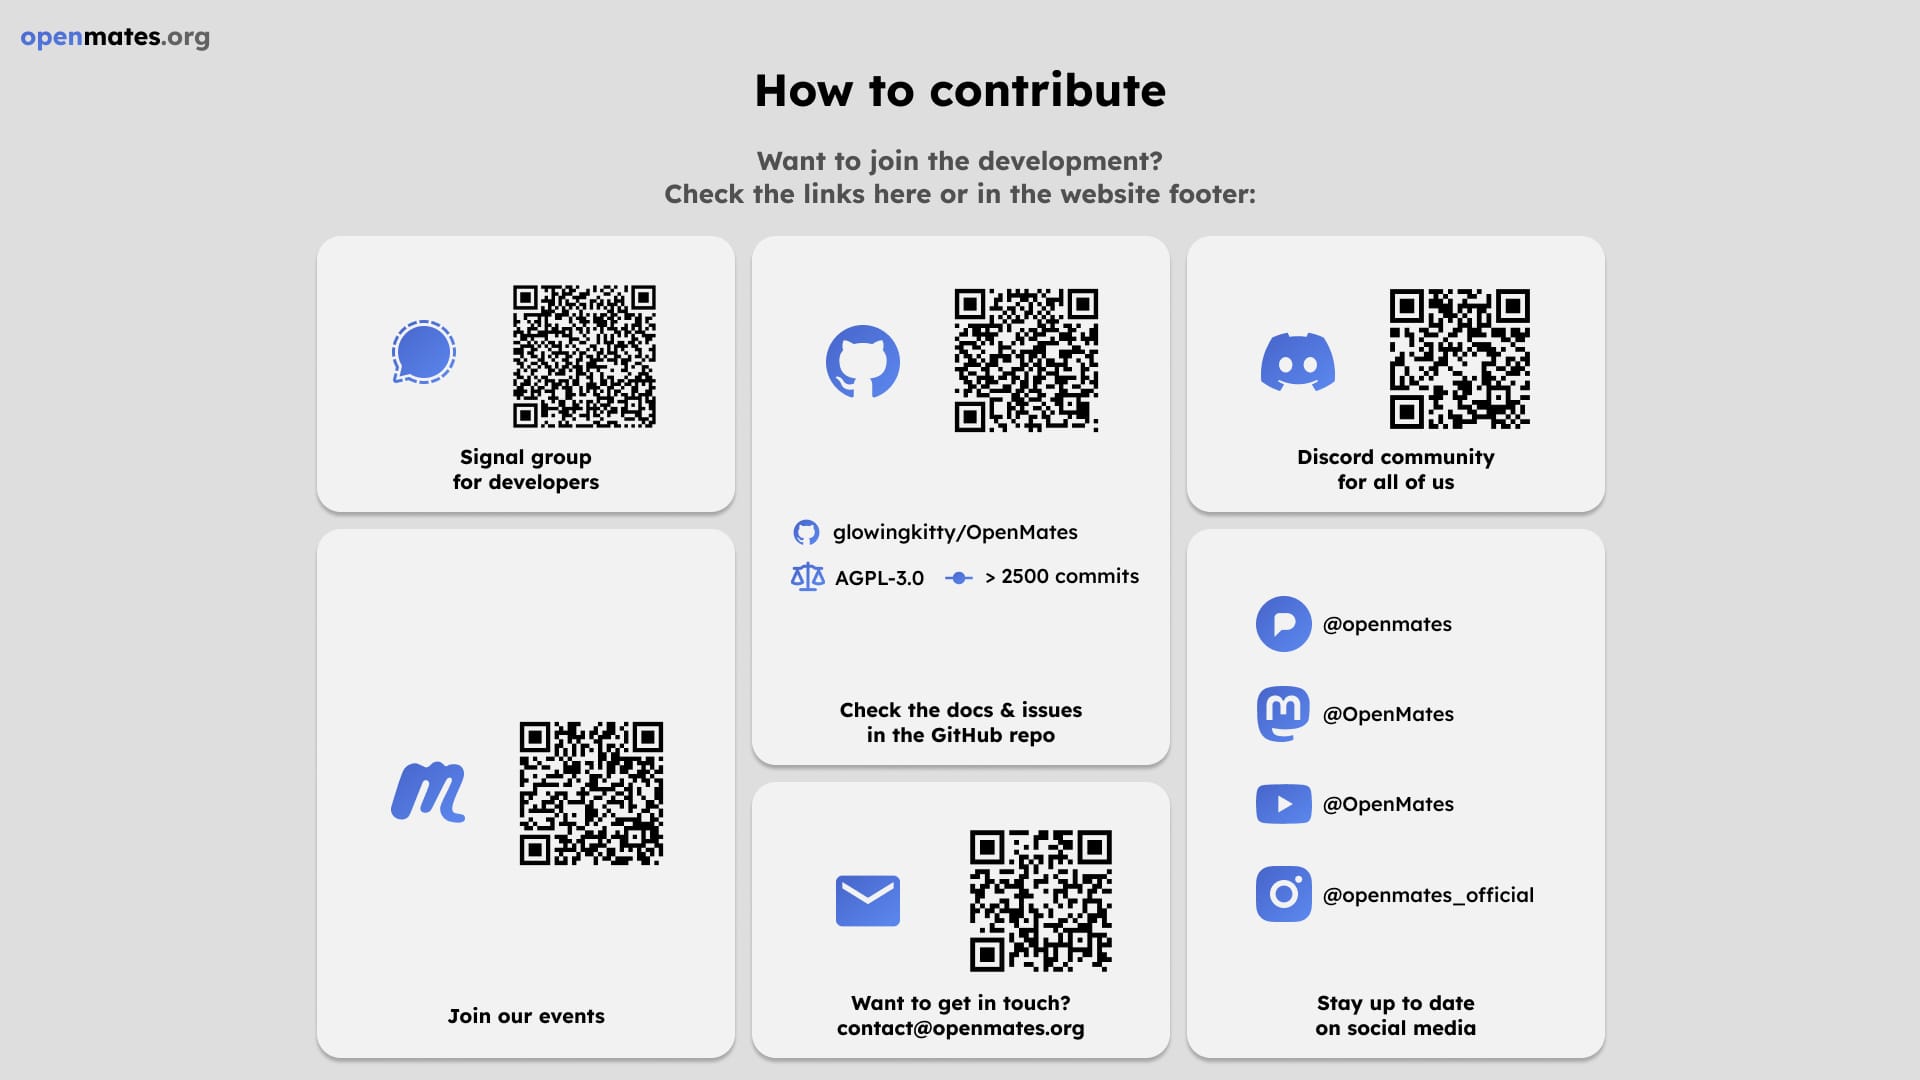 openmates.org
How to contribute
Want to join the development?
Check the links here or in the website footer:
Signal group
for developers
glowingkitty/OpenMates
AGPL-3.0 > 2500 commits
Check the docs & issues
in the GitHub repo
Discord community
for all of us
Join our events
Want to get in touch?
contact@openmates.org
@openmates
@OpenMates
@OpenMates
@openmates_official
Stay up to date
on social media